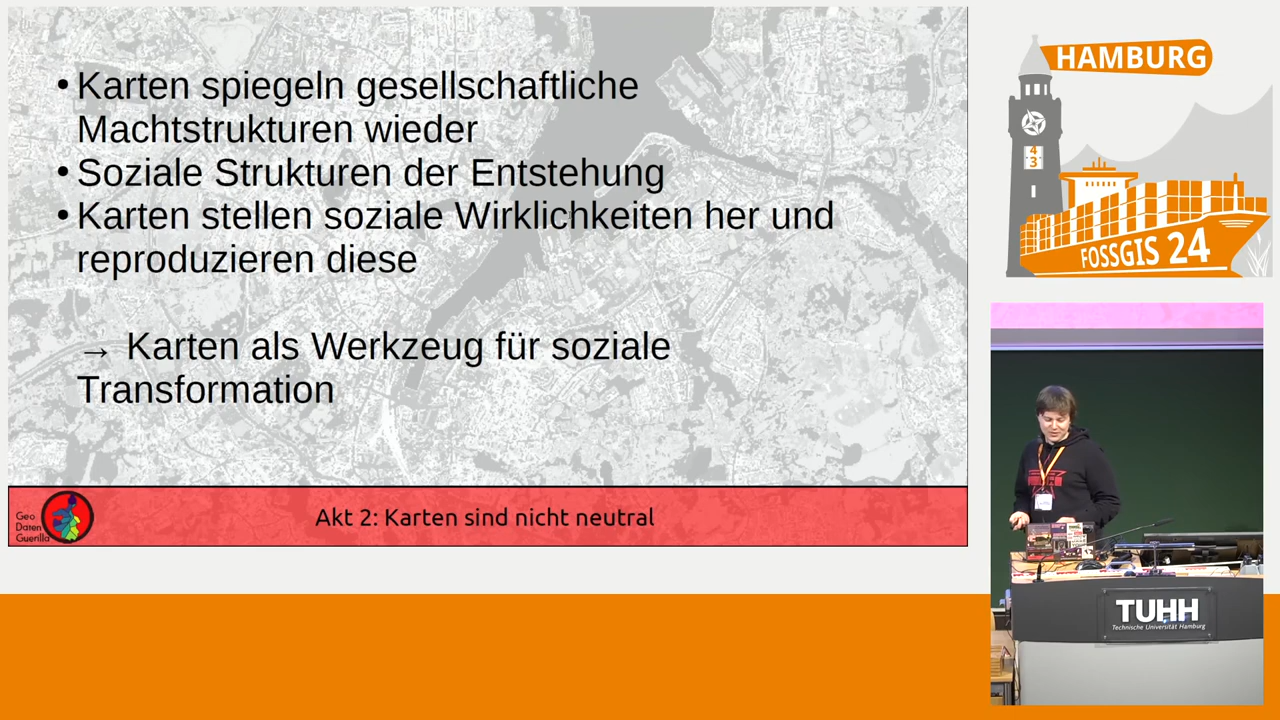 • Karten spiegeln gesellschaftliche
Machtstrukturen wieder
• Soziale Strukturen der Entstehung
• Karten stellen soziale Wirklichkeiten her und
reproduzieren diese
→ Karten als Werkzeug für soziale
Transformation
Geo
Daten
Guerilla
Akt 2: Karten sind nicht neutral
HAMBURG
4
3
FOSSGIS 24
TUHH
Technische Universität Hamburg